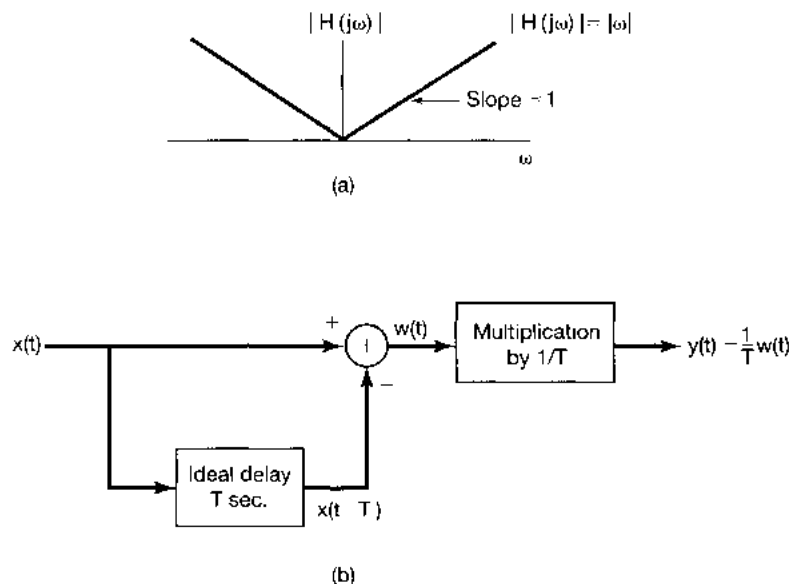 | H (jω) |
| H (jω) | = |ω|
Slope - 1
ω
(a)
x(t)
+
+
−
w(t)
Multiplication
by 1/T
y(t) - 1/T w(t)
Ideal delay
T sec.
x(t T)
(b)